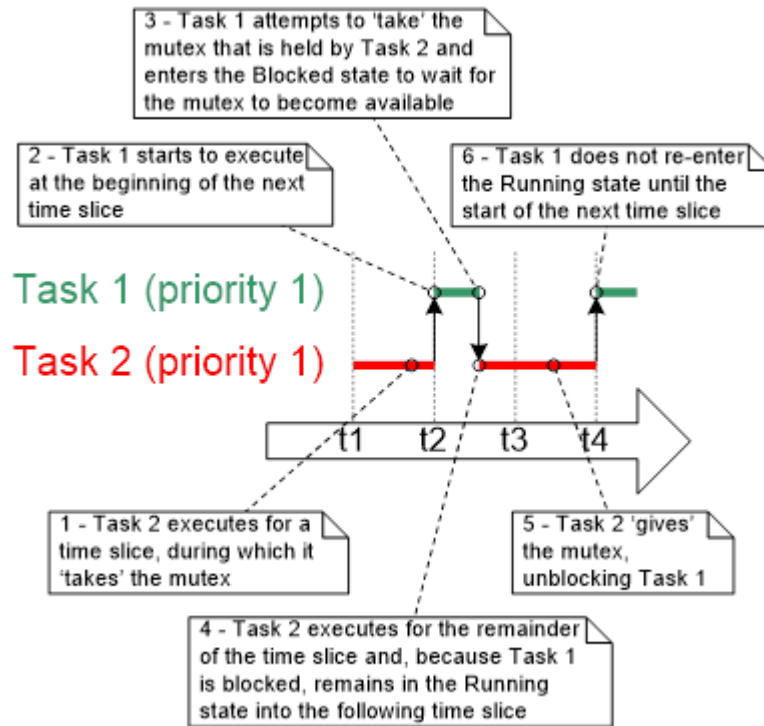 3 - Task 1 attempts to ‘take’ the
mutex that is held by Task 2 and
enters the Blocked state to wait for
the mutex to become available
2 - Task 1 starts to execute
at the beginning of the next
time slice
6 - Task 1 does not re-enter
the Running state until the
start of the next time slice
Task 1 (priority 1)
Task 2 (priority 1)
t1 t2 t3 t4
1 - Task 2 executes for a
time slice, during which it
‘takes’ the mutex
5 - Task 2 ‘gives’
the mutex,
unblocking Task 1
4 - Task 2 executes for the remainder
of the time slice and, because Task 1
is blocked, remains in the Running
state into the following time slice